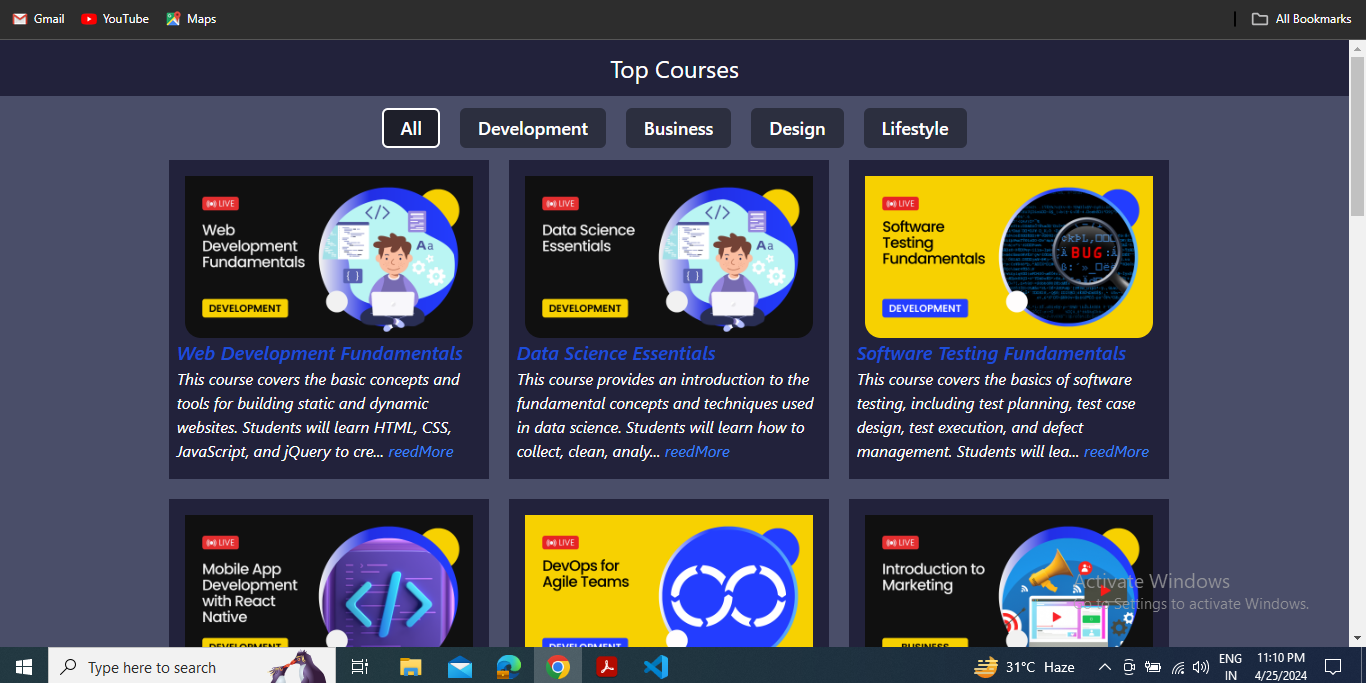 Gmail YouTube Maps All Bookmarks
Top Courses
All Development Business Design Lifestyle
LIVE
Web
Development
Fundamentals
DEVELOPMENT
Web Development Fundamentals
This course covers the basic concepts and
tools for building static and dynamic
websites. Students will learn HTML, CSS,
JavaScript, and jQuery to cre... reedMore
LIVE
Data Science
Essentials
Aa
DEVELOPMENT
Data Science Essentials
This course provides an introduction to the
fundamental concepts and techniques used
in data science. Students will learn how to
collect, clean, analy... reedMore
LIVE
Software
Testing
Fundamentals
BUG
DEVELOPMENT
Software Testing Fundamentals
This course covers the basics of software
testing, including test planning, test case
design, test execution, and defect
management. Students will lea... reedMore
LIVE
Mobile App
Development
with React
Native
DEVELOPMENT
LIVE
DevOps for
Agile Teams
DEVELOPMENT
LIVE
Introduction to
Marketing
BUSINESS
Activate Windows
Go to Settings to activate Windows.
Type here to search
31°C Haze
ENG
IN
11:10 PM
4/25/2024